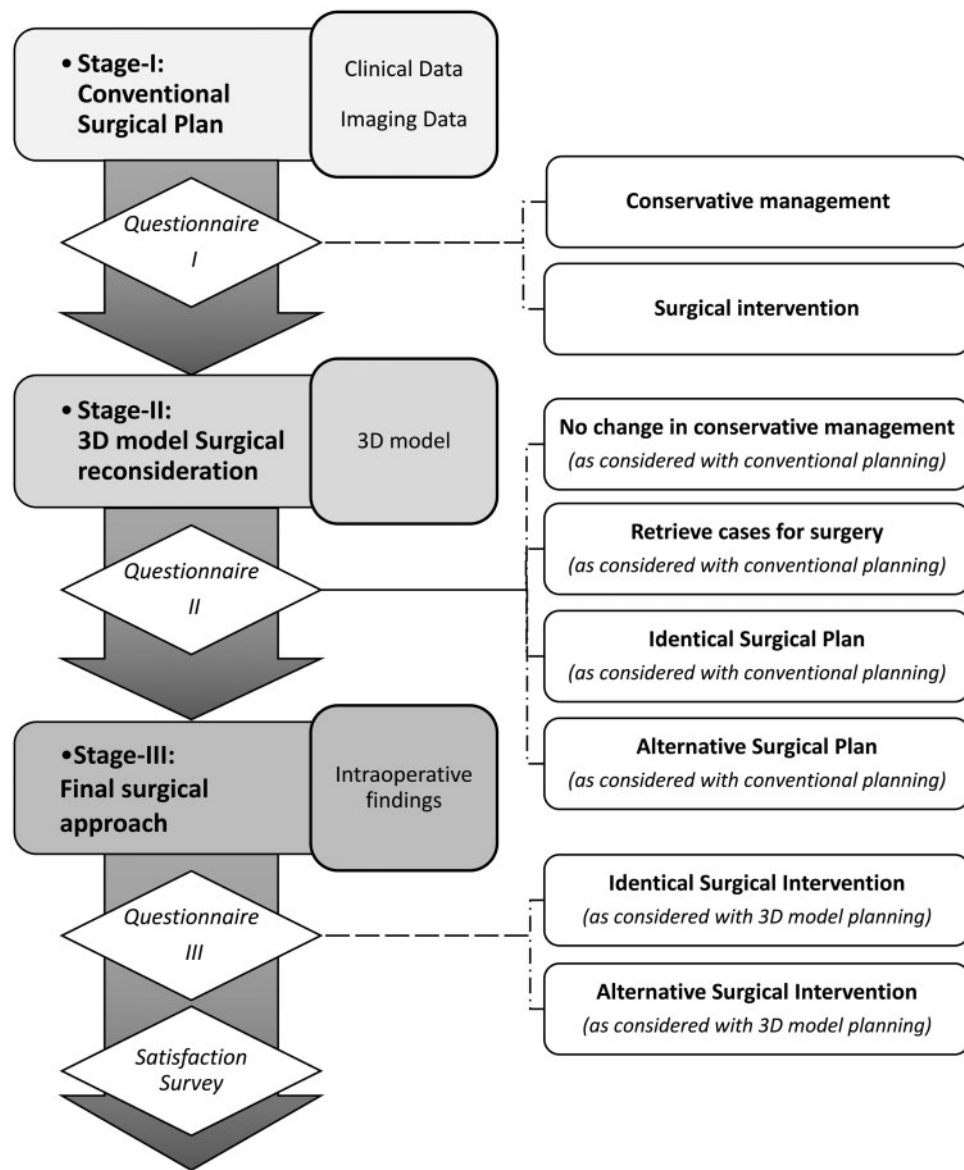 • Stage-I:
Conventional
Surgical Plan
Clinical Data
Imaging Data
Questionnaire
I
Conservative management
Surgical intervention
• Stage-II:
3D model Surgical
reconsideration
3D model
Questionnaire
II
No change in conservative management
(as considered with conventional planning)
Retrieve cases for surgery
(as considered with conventional planning)
Identical Surgical Plan
(as considered with conventional planning)
Alternative Surgical Plan
(as considered with conventional planning)
•Stage-III:
Final surgical
approach
Intraoperative
findings
Questionnaire
III
Identical Surgical Intervention
(as considered with 3D model planning)
Alternative Surgical Intervention
(as considered with 3D model planning)
Satisfaction
Survey